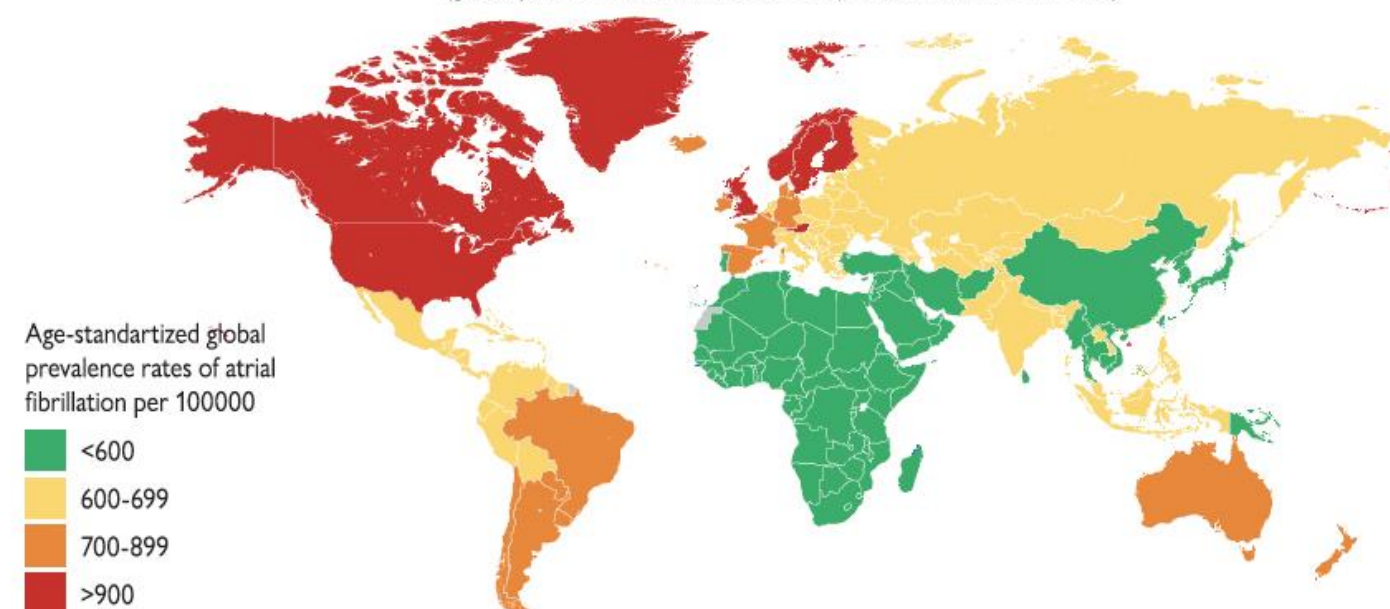 Age-standartized global
prevalence rates of atrial
fibrillation per 100000
<600
600-699
700-899
>900